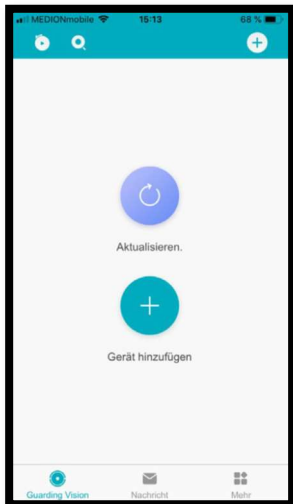 MEDIONmobile 15:13 68 %
Aktualisieren.
Gerät hinzufügen
Guarding Vision Nachricht Mehr